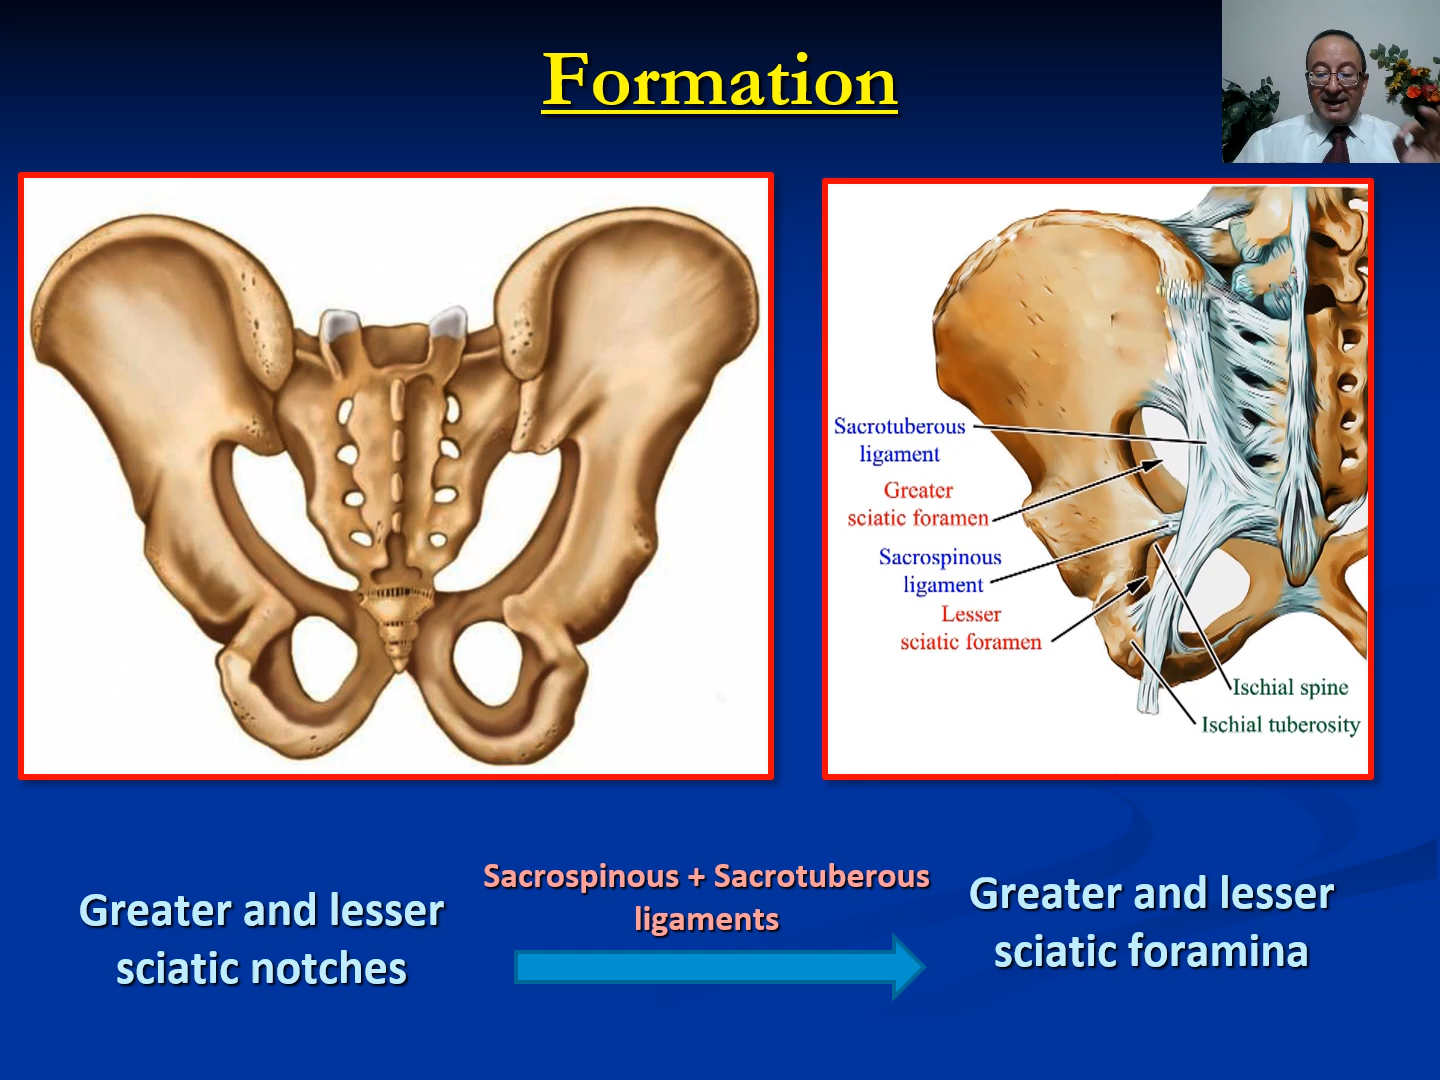 Formation
Sacrotuberous
ligament
Greater
sciatic foramen
Sacrospinous
ligament
Lesser
sciatic foramen
Ischial spine
Ischial tuberosity
Greater and lesser
sciatic notches
Sacrospinous + Sacrotuberous
ligaments
Greater and lesser
sciatic foramina